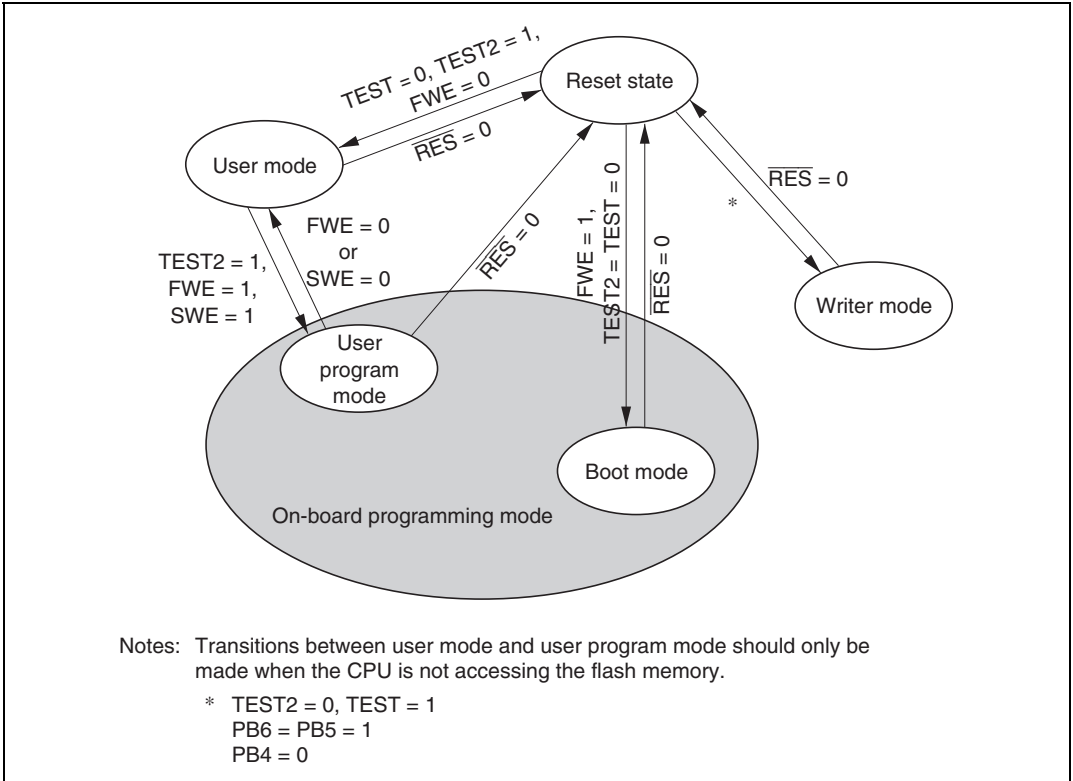 TEST = 0, TEST2 = 1,
FWE = 0
RES = 0
Reset state
User mode
RES = 0
*
FWE = 0
or
SWE = 0
TEST2 = 1,
FWE = 1,
SWE = 1
RES = 0
FWE = 1,
TEST2 = TEST = 0
RES = 0
Writer mode
User
program
mode
Boot mode
On-board programming mode
Notes: Transitions between user mode and user program mode should only be
made when the CPU is not accessing the flash memory.
* TEST2 = 0, TEST = 1
PB6 = PB5 = 1
PB4 = 0